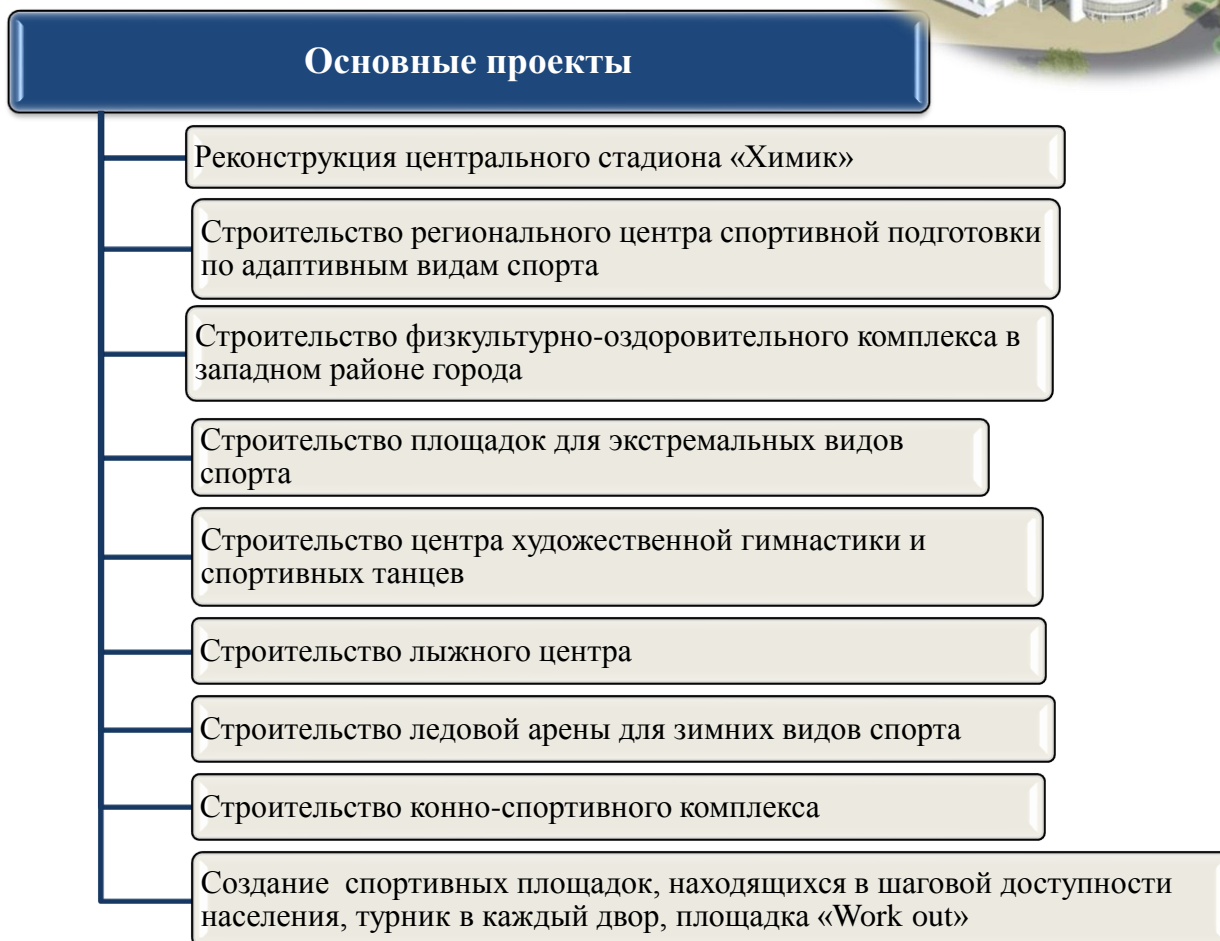 Основные проекты
Реконструкция центрального стадиона «Химик»
Строительство регионального центра спортивной подготовки
по адаптивным видам спорта
Строительство физкультурно-оздоровительного комплекса в
западном районе города
Строительство площадок для экстремальных видов
спорта
Строительство центра художественной гимнастики и
спортивных танцев
Строительство лыжного центра
Строительство ледовой арены для зимних видов спорта
Строительство конно-спортивного комплекса
Создание спортивных площадок, находящихся в шаговой доступности
населения, турник в каждый двор, площадка «Work out»